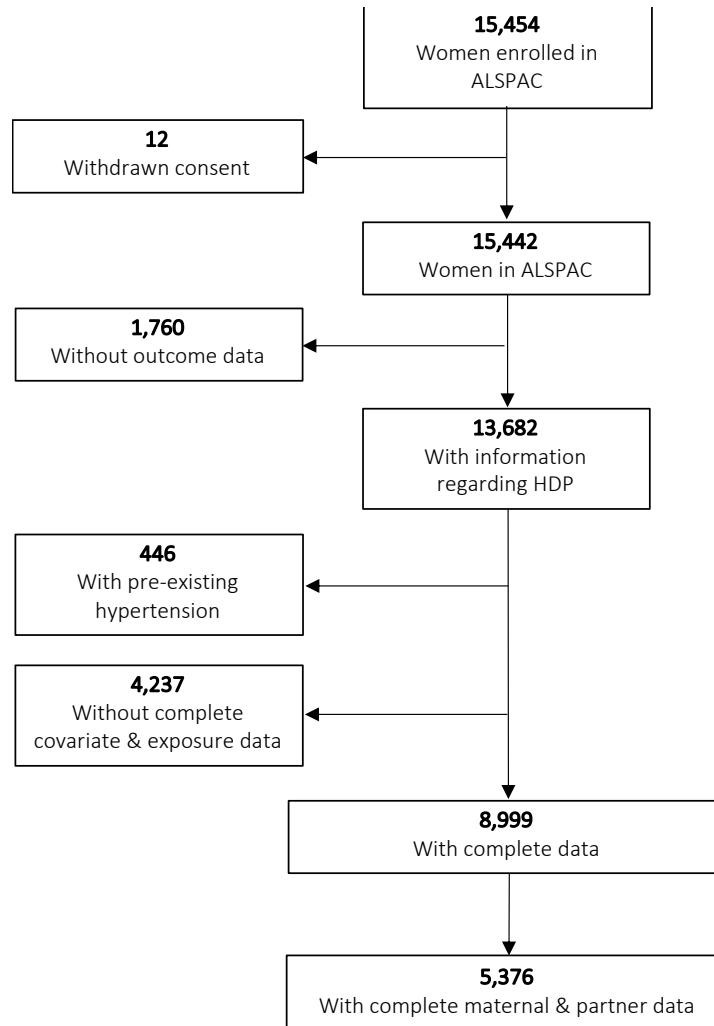 15,454
Women enrolled in
ALSPAC
12
Withdrawn consent
15,442
Women in ALSPAC
1,760
Without outcome data
13,682
With information
regarding HDP
446
With pre-existing
hypertension
4,237
Without complete
covariate & exposure data
8,999
With complete data
5,376
With complete maternal & partner data